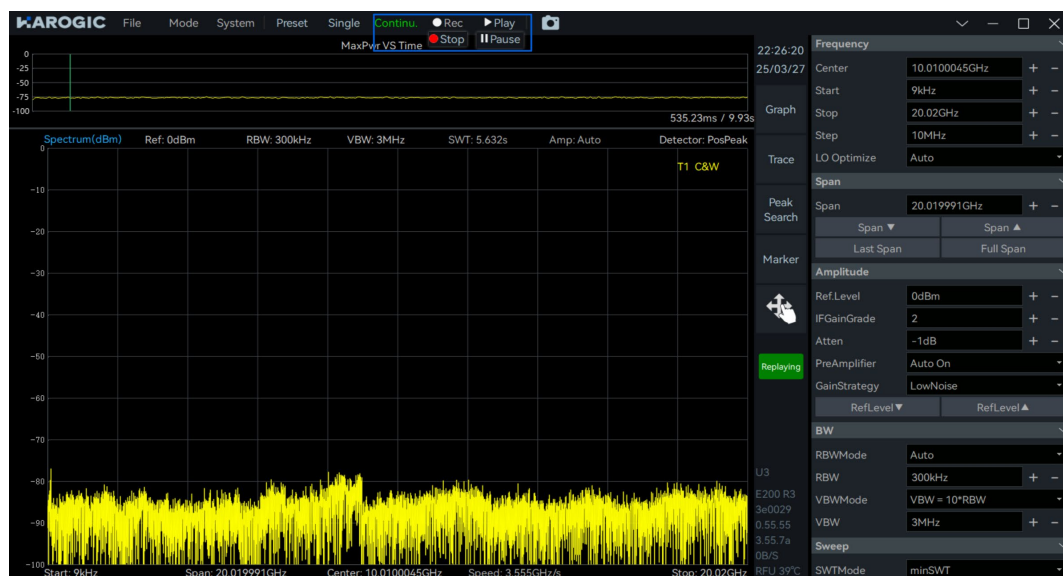 HAROGIC File Mode System Preset Single Continu. Rec Play
Stop Pause
MaxPwr VS Time
0
-25
-50
-75
-100
535.23ms / 9.93s
Spectrum(dBm) Ref: 0dBm RBW: 300kHz VBW: 3MHz SWT: 5.632s Amp: Auto Detector: PosPeak
T1 C&W
0
-10
-20
-30
-40
-50
-60
-70
-80
-90
-100
Start: 9kHz Span: 20.019991GHz Center: 10.0100045GHz Speed: 3.555GHz/s Stop: 20.02GHz
22:26:20
25/03/27
Graph
Trace
Peak
Search
Marker
Replaying
U3
E200 R3
3e0029
0.55.55
3.55.7a
0B/S
RFU 39°C
Frequency
Center 10.0100045GHz + -
Start 9kHz + -
Stop 20.02GHz + -
Step 10MHz + -
LO Optimize Auto
Span
Span 20.019991GHz + -
Span ▼ Span ▲
Last Span Full Span
Amplitude
Ref.Level 0dBm + -
IFGainGrade 2 + -
Atten -1dB + -
PreAmplifier Auto On
GainStrategy LowNoise
RefLevel▼ RefLevel▲
BW
RBWMode Auto
RBW 300kHz + -
VBWMode VBW = 10*RBW
VBW 3MHz + -
Sweep
SWTMode minSWT